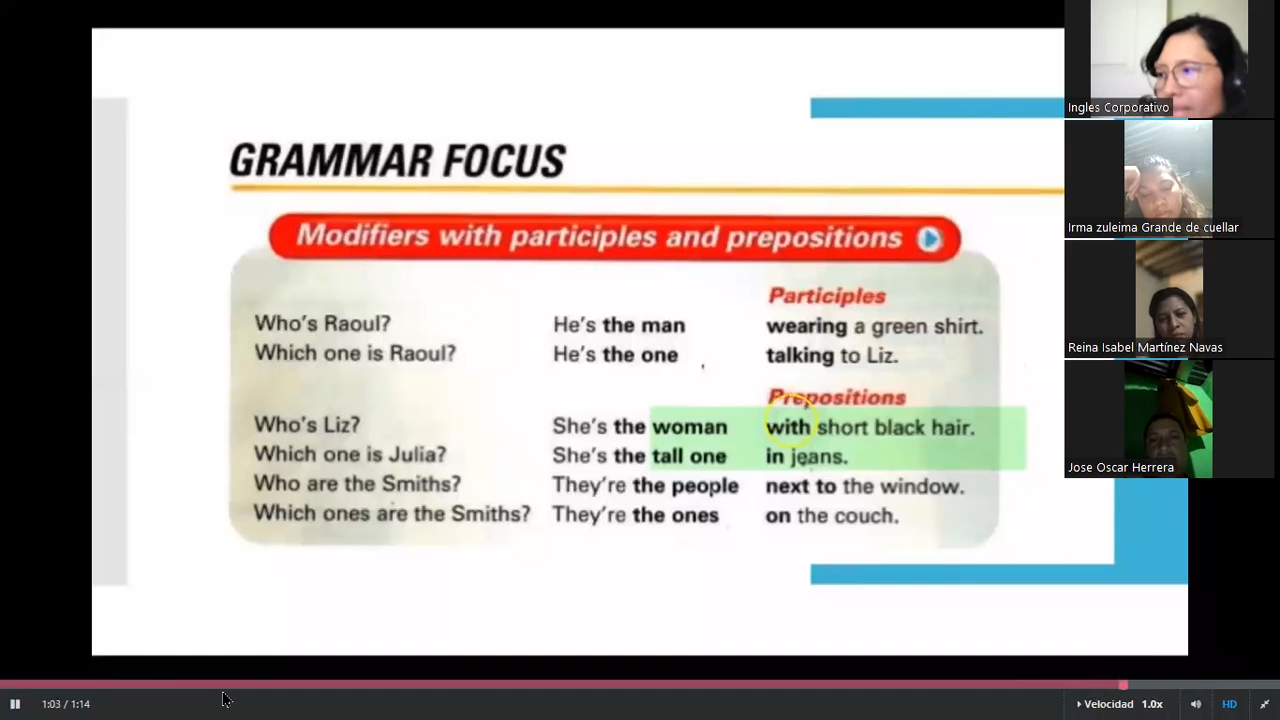 GRAMMAR FOCUS
Modifiers with participles and prepositions
Participles
Who's Raoul? He's the man wearing a green shirt.
Which one is Raoul? He's the one talking to Liz.
Prepositions
Who's Liz? She's the woman with short black hair.
Which one is Julia? She's the tall one in jeans.
Who are the Smiths? They're the people next to the window.
Which ones are the Smiths? They're the ones on the couch.
Ingles Corporativo
Irma zuleima Grande de cuellar
Reina Isabel Martínez Navas
Jose Oscar Herrera
1:03 / 1:14
Velocidad 1.0x
HD